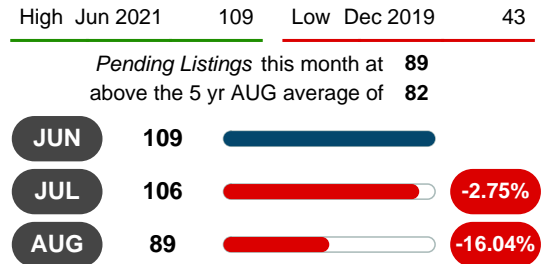 High Jun 2021 109 Low Dec 2019 43
Pending Listings this month at 89
above the 5 yr AUG average of 82
JUN 109
JUL 106 -2.75%
AUG 89 -16.04%